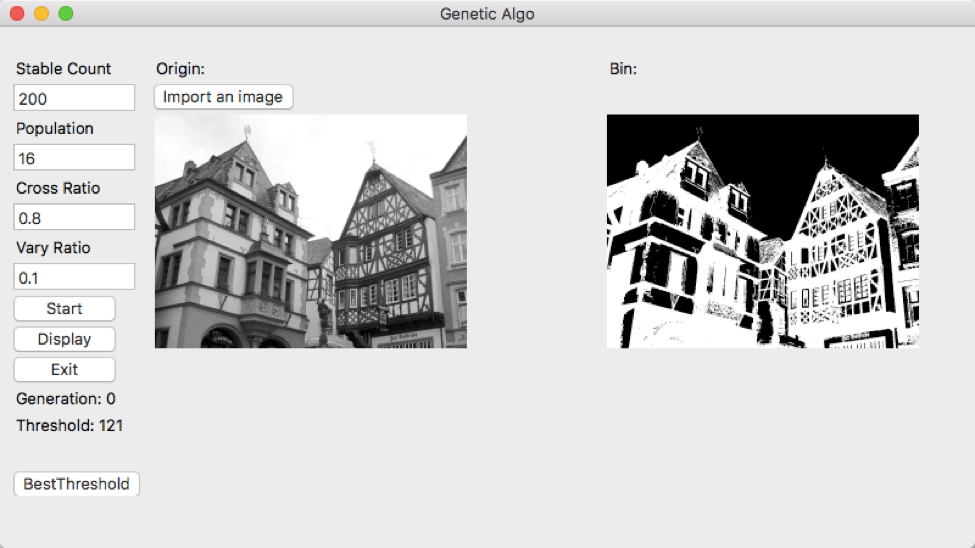 Genetic Algo
Stable Count
200
Population
16
Cross Ratio
0.8
Vary Ratio
0.1
Start
Display
Exit
Generation: 0
Threshold: 121
BestThreshold
Origin:
Import an image
Bin: